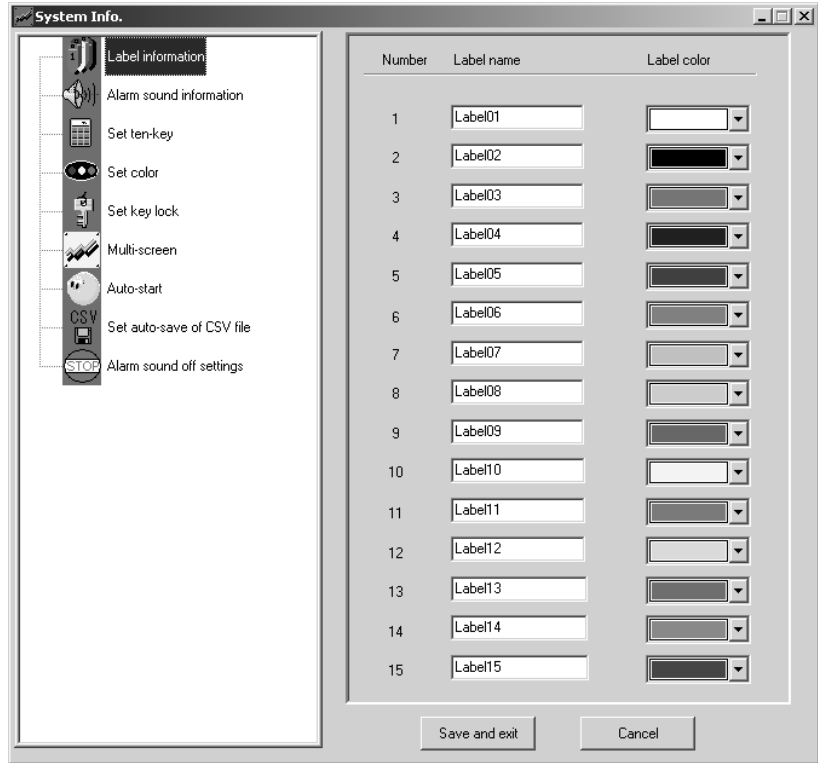 System Info.
Label information
Alarm sound information
Set ten-key
Set color
Set key lock
Multi-screen
Auto-start
CSV
Set auto-save of CSV file
STOP
Alarm sound off settings
Number Label name Label color
1 Label01
2 Label02
3 Label03
4 Label04
5 Label05
6 Label06
7 Label07
8 Label08
9 Label09
10 Label10
11 Label11
12 Label12
13 Label13
14 Label14
15 Label15
Save and exit Cancel